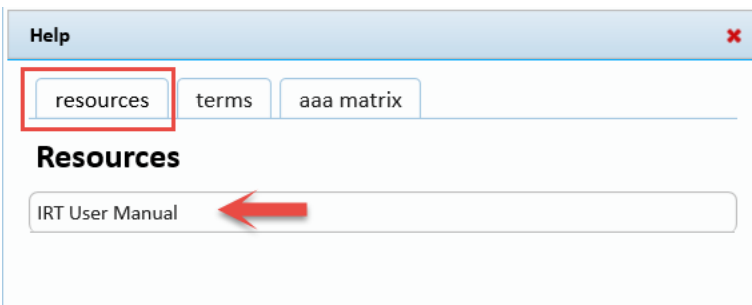 Help
resources terms aaa matrix
Resources
IRT User Manual